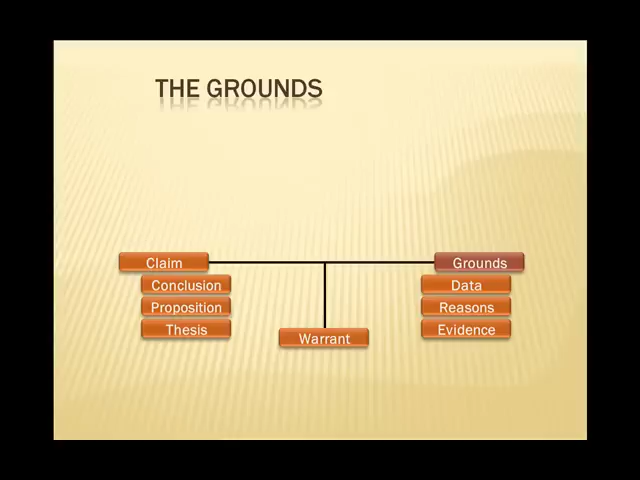 THE GROUNDS
Claim
Conclusion
Proposition
Thesis
Warrant
Grounds
Data
Reasons
Evidence